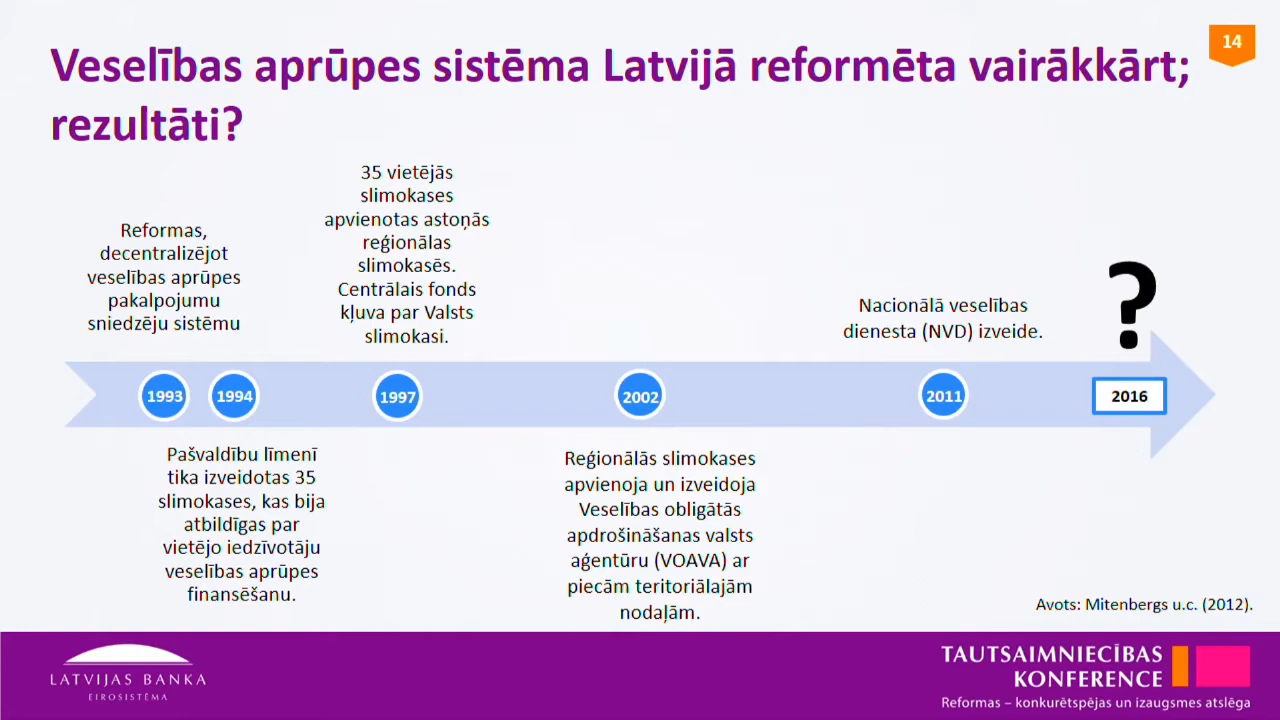 14
Veselības aprūpes sistēma Latvijā reformēta vairākkārt;
rezultāti?
Reformas,
decentralizējot
veselības aprūpes
pakalpojumu
sniedzēju sistēmu
35 vietējās
slimokases
apvienotas astoņās
reģionālas
slimokasēs.
Centrālais fonds
kļuva par Valsts
slimokasi.
Nacionālā veselības
dienesta (NVD) izveide.
?
1993
1994
1997
2002
2011
2016
Pašvaldību līmenī
tika izveidotas 35
slimokases, kas bija
atbildīgas par
vietējo iedzīvotāju
veselības aprūpes
finansēšanu.
Reģionālās slimokases
apvienoja un izveidoja
Veselības obligātās
apdrošināšanas valsts
aģentūru (VOAVA) ar
piecām teritoriālajām
nodaļām.
Avots: Mitenbergs u.c. (2012).
LATVIJAS BANKA
EIROSISTĒMA
TAUTSAIMNIECĪBAS
KONFERENCE
Reformas – konkurētspējas un izaugsmes atslēga